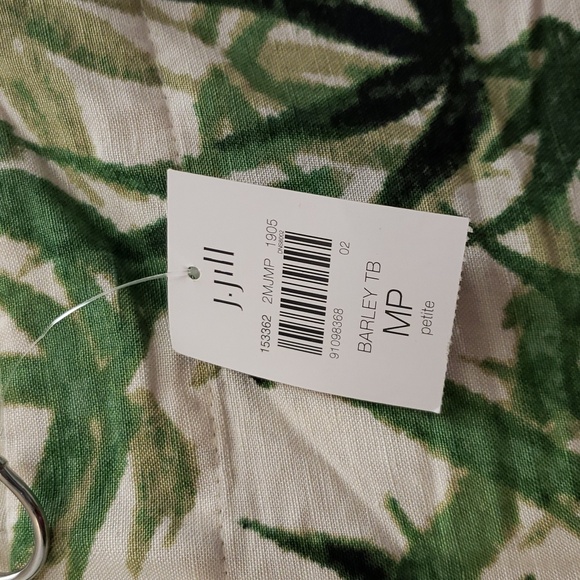 J.Jill
153362 2MJMP 1905
91098368 02
BARLEY TB
MP
petite